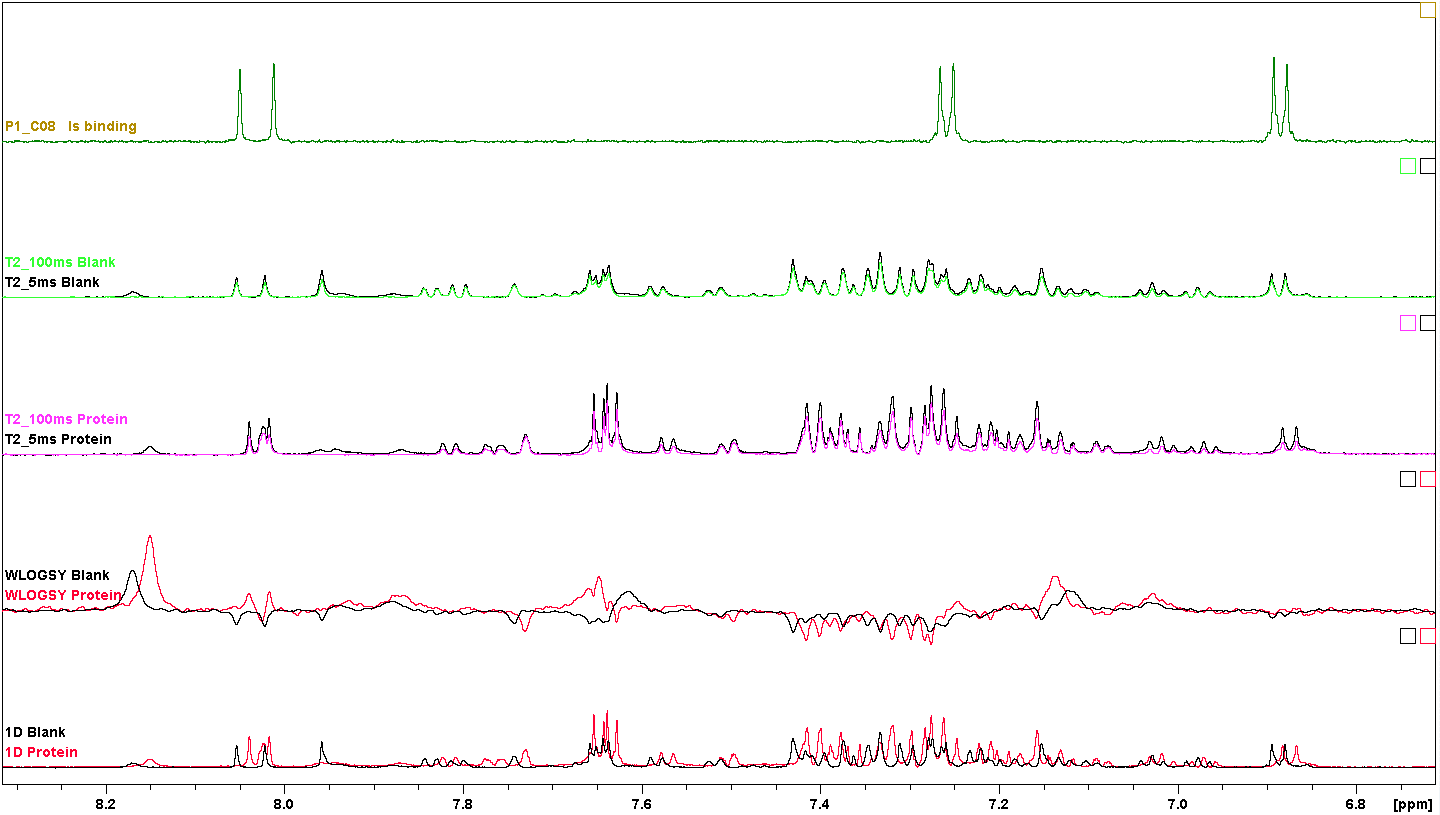 P1_C08 Is binding
T2_100ms Blank
T2_5ms Blank
T2_100ms Protein
T2_5ms Protein
WLOGSY Blank
WLOGSY Protein
1D Blank
1D Protein
8.2 8.0 7.8 7.6 7.4 7.2 7.0 6.8 [ppm]